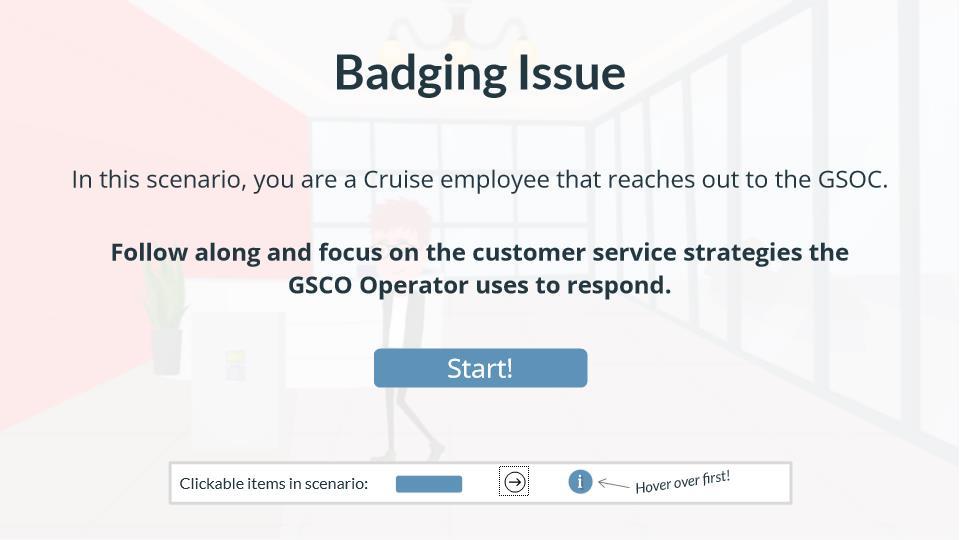 Badging Issue
In this scenario, you are a Cruise employee that reaches out to the GSOC.
Follow along and focus on the customer service strategies the
GSCO Operator uses to respond.
Start!
Clickable items in scenario:
i
Hover over first!